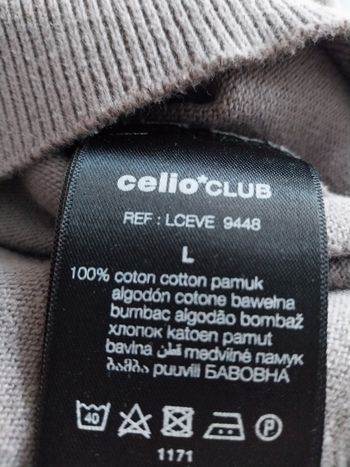 celio*CLUB
REF : LCEVE 9448
L
100% coton cotton pamuk
algodón cotone bawełna
bumbac algodão bombaž
хлопок katoen pamut
bavlna قطن medvilnė памук
ბამბა puuvill БАВОВНА
40 P
1171